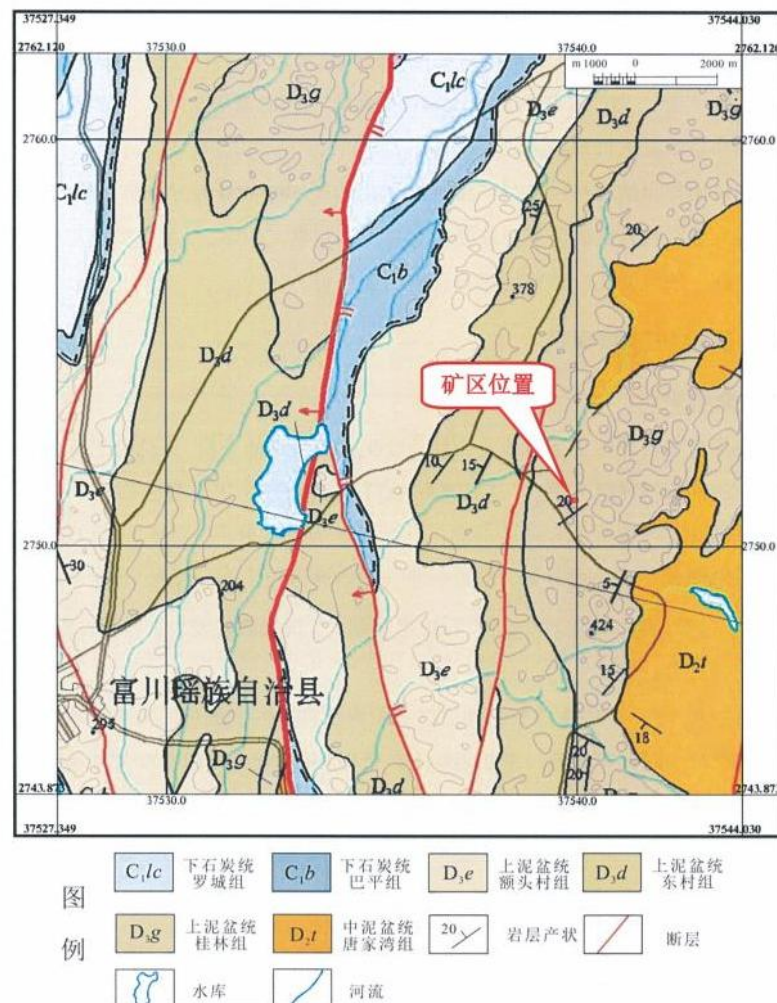 37527.349
37544.030
2762.120
37530.0
37540.0
2762.120
m 1000 0 2000 m
C₁lc
D₃e
D₃d
D₃g
D₃g
2760.0
2760.0
C₁lc
25
20
C₁b
378
D₃d
矿区位置
D₃d
D₃g
10
15
D₃e
D₃d
20
D₃e
2750.0
2750.0
30
204
5
424
D₃e
D₂t
15
富川瑶族自治县
295
18
D₃g
20
20
D₃d
2743.873
2743.873
37530.0
37540.0
37527.349
37544.030
图例
C₁lc 下石炭统罗城组
C₁b 下石炭统巴平组
D₃e 上泥盆统额头村组
D₃d 上泥盆统东村组
D₃g 上泥盆统桂林组
D₂t 中泥盆统唐家湾组
20 岩层产状
断层
水库
河流